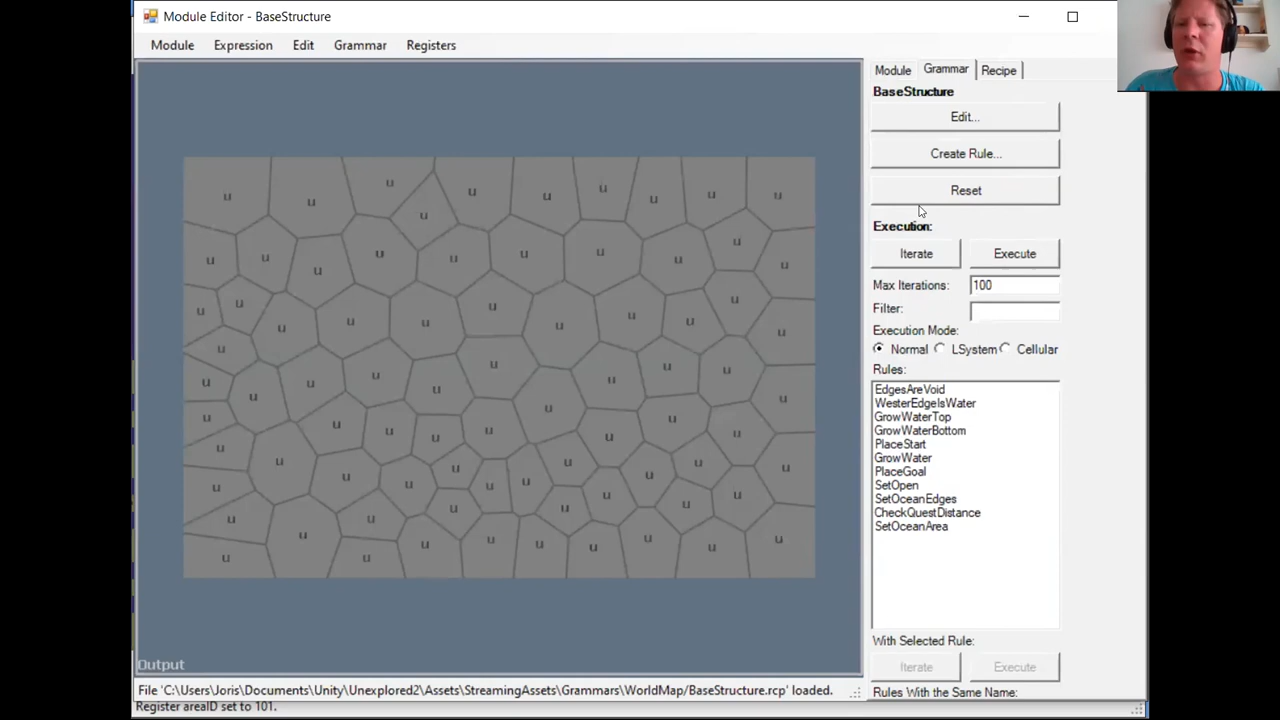 Module Editor - BaseStructure
Module Expression Edit Grammar Registers
Module Grammar Recipe
BaseStructure
Edit...
Create Rule...
Reset
Execution:
Iterate Execute
Max Iterations: 100
Filter:
Execution Mode:
Normal LSystem Cellular
Rules:
EdgesAreVoid
WesterEdgeIsWater
GrowWaterTop
GrowWaterBottom
PlaceStart
GrowWater
PlaceGoal
SetOpen
SetOceanEdges
CheckQuestDistance
SetOceanArea
With Selected Rule:
Iterate Execute
Rules With the Same Name:
u u u u u u u u u
u
u u u u u u u u u u
u u u u u u u u u u u
u u u u u u u u u u
u u u u u u u u u u
u u u u u u u u u u
u u u u u u u u u u
u u u u u u u u u u
Output
File 'C:\Users\Joris\Documents\Unity\Unexplored2\Assets\StreamingAssets\Grammars\WorldMap/BaseStructure.rcp' loaded.
Register areaID set to 101.